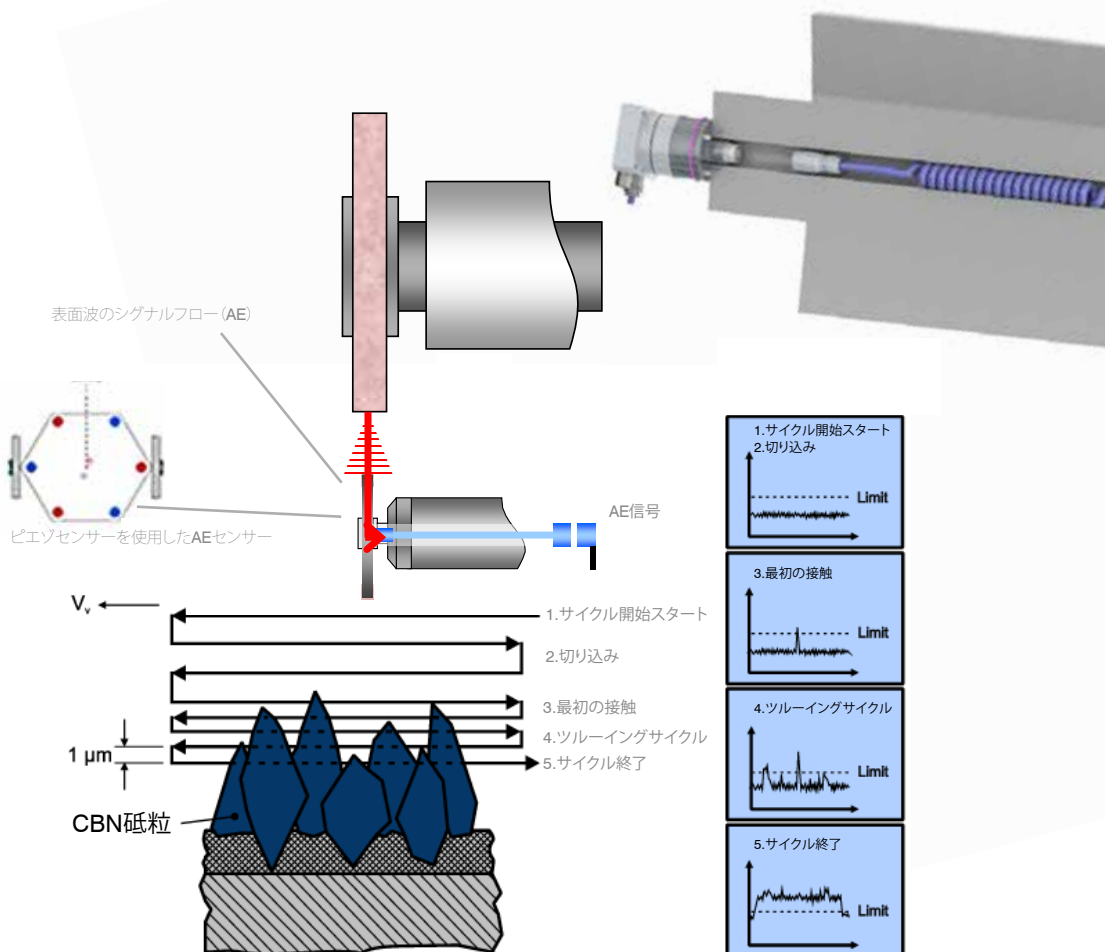 表面波のシグナルフロー(AE)
ピエゾセンサーを使用したAEセンサー
AE信号
Vv
1.サイクル開始スタート
2.切り込み
3.最初の接触
4.ツルーイングサイクル
5.サイクル終了
1 μm
CBN砥粒
1.サイクル開始スタート
2.切り込み
Limit
3.最初の接触
Limit
4.ツルーイングサイクル
Limit
5.サイクル終了
Limit